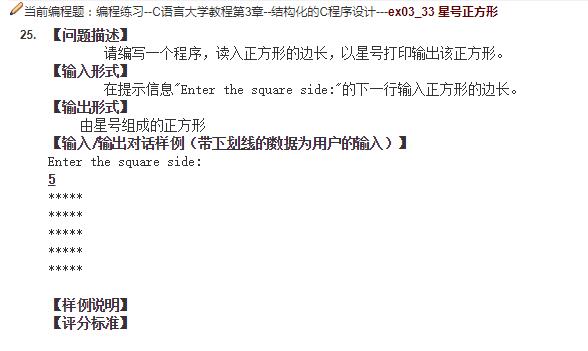 当前编程题：编程练习--C语言大学教程第3章--结构化的C程序设计---ex03_33 星号正方形
25. 【问题描述】
请编写一个程序，读入正方形的边长，以星号打印输出该正方形。
【输入形式】
在提示信息"Enter the square side:"的下一行输入正方形的边长。
【输出形式】
由星号组成的正方形
【输入/输出对话样例（带下划线的数据为用户的输入）】
Enter the square side:
5
*****
*****
*****
*****
*****
【样例说明】
【评分标准】